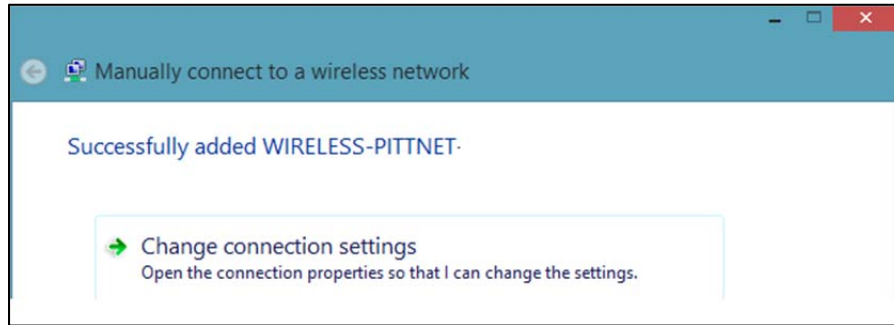 Manually connect to a wireless network
Successfully added WIRELESS-PITTNET
Change connection settings
Open the connection properties so that I can change the settings.